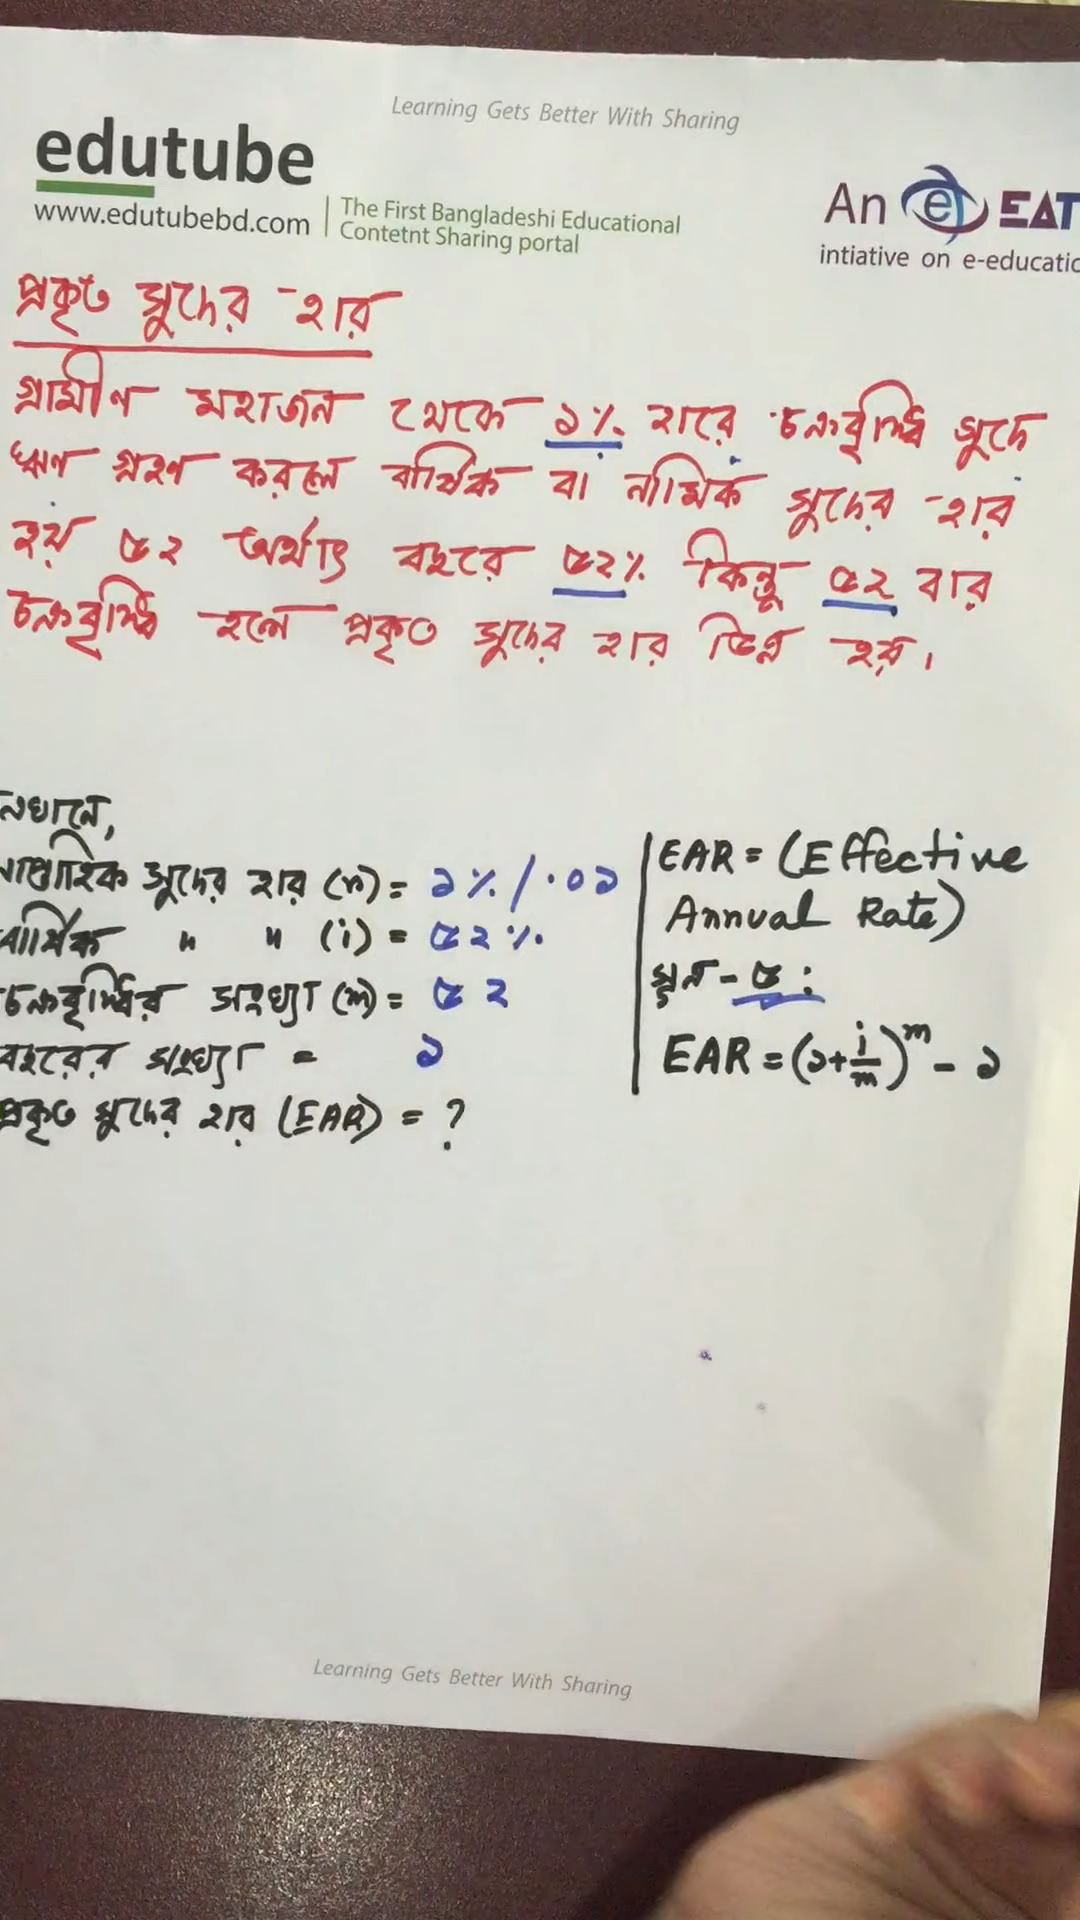 Learning Gets Better With Sharing
edutube
www.edutubebd.com
The First Bangladeshi Educational
Contetnt Sharing portal
An et EAT
intiative on e-educatio
প্রকৃত সুদের হার
গ্রামীণ মহাজন থেকে ১% হারে চক্রবৃদ্ধি সুদে
ঋণ গ্রহণ করলে বার্ষিক বা নামিক সুদের হার
হয় ৫২ অর্থাৎ বছরে ৫২% কিন্তু ৫২ বার
চক্রবৃদ্ধি হলে প্রকৃত সুদের হার ভিন্ন হয়।
এখানে,
সাপ্তাহিক সুদের হার (n) = ১% / .০১
বার্ষিক " " (i) = ৫২%
চক্রবৃদ্ধির সংখ্যা (m) = ৫২
বছরের সংখ্যা = ১
প্রকৃত সুদের হার (EAR) = ?
EAR = (Effective
Annual Rate)
সূত্র - ৫ :
EAR = (১+i/m)^m - ১
Learning Gets Better With Sharing